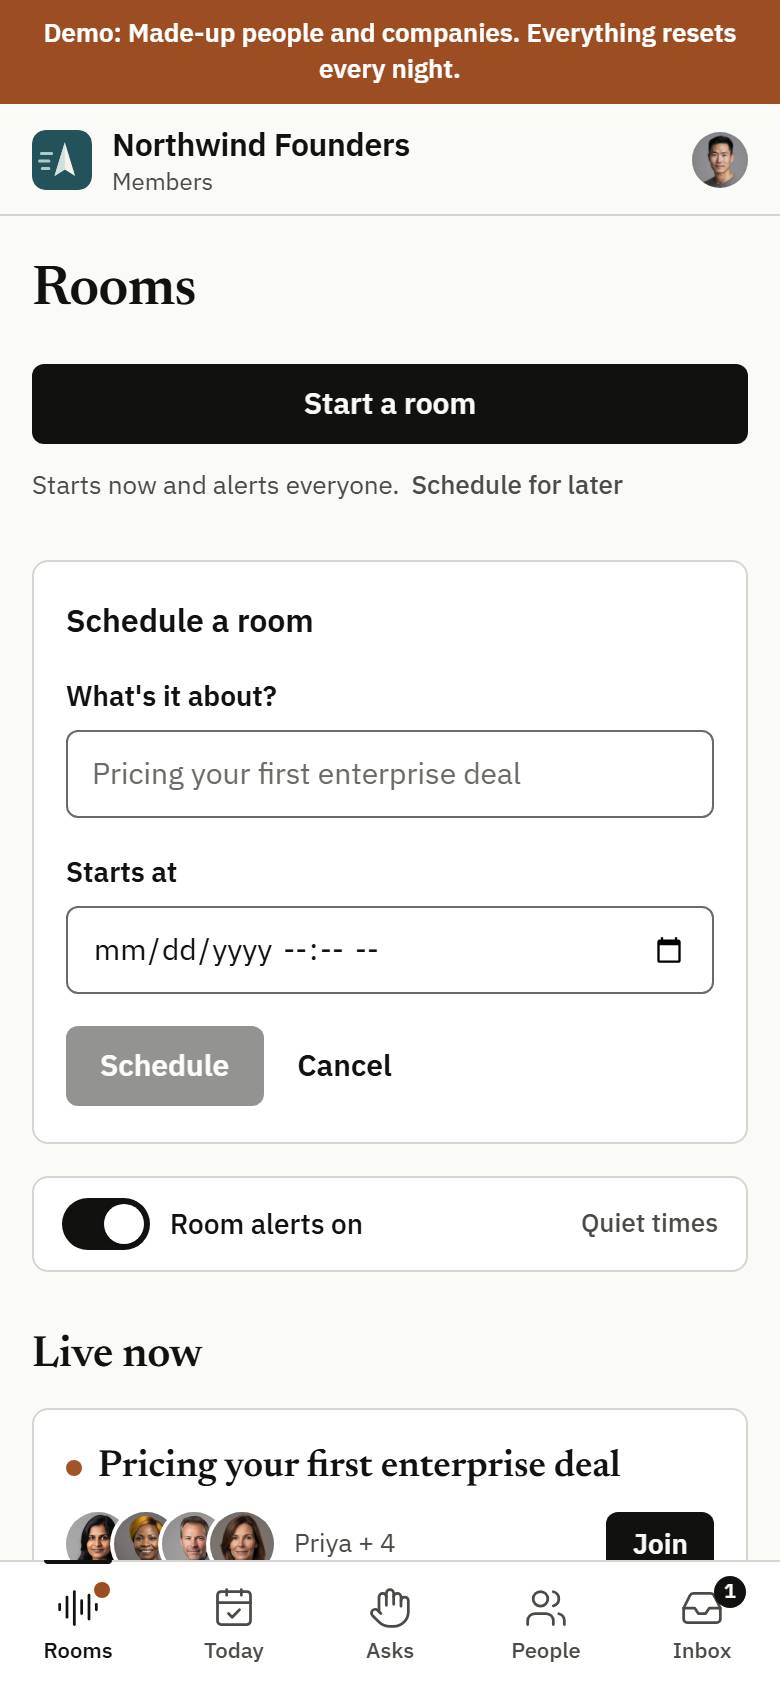 Demo: Made-up people and companies. Everything resets
every night.
Northwind Founders
Members
Rooms
Start a room
Starts now and alerts everyone. Schedule for later
Schedule a room
What's it about?
Pricing your first enterprise deal
Starts at
mm/dd/yyyy --:-- --
Schedule Cancel
Room alerts on Quiet times
Live now
Pricing your first enterprise deal
Priya + 4 Join
1
Rooms Today Asks People Inbox